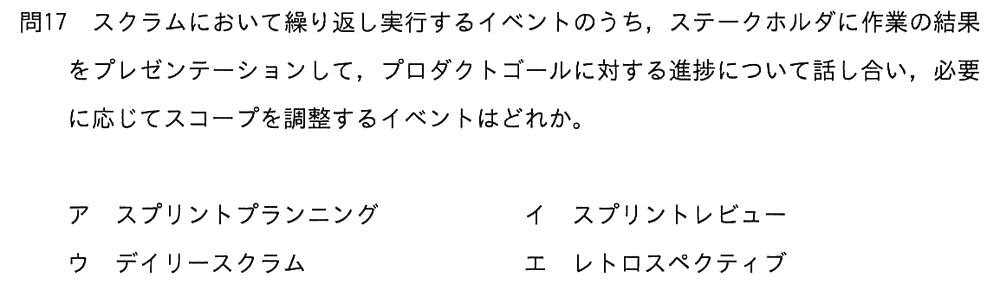 問17 スクラムにおいて繰り返し実行するイベントのうち，ステークホルダに作業の結果
をプレゼンテーションして，プロダクトゴールに対する進捗について話し合い，必要
に応じてスコープを調整するイベントはどれか。
ア スプリントプランニング イ スプリントレビュー
ウ デイリースクラム エ レトロスペクティブ